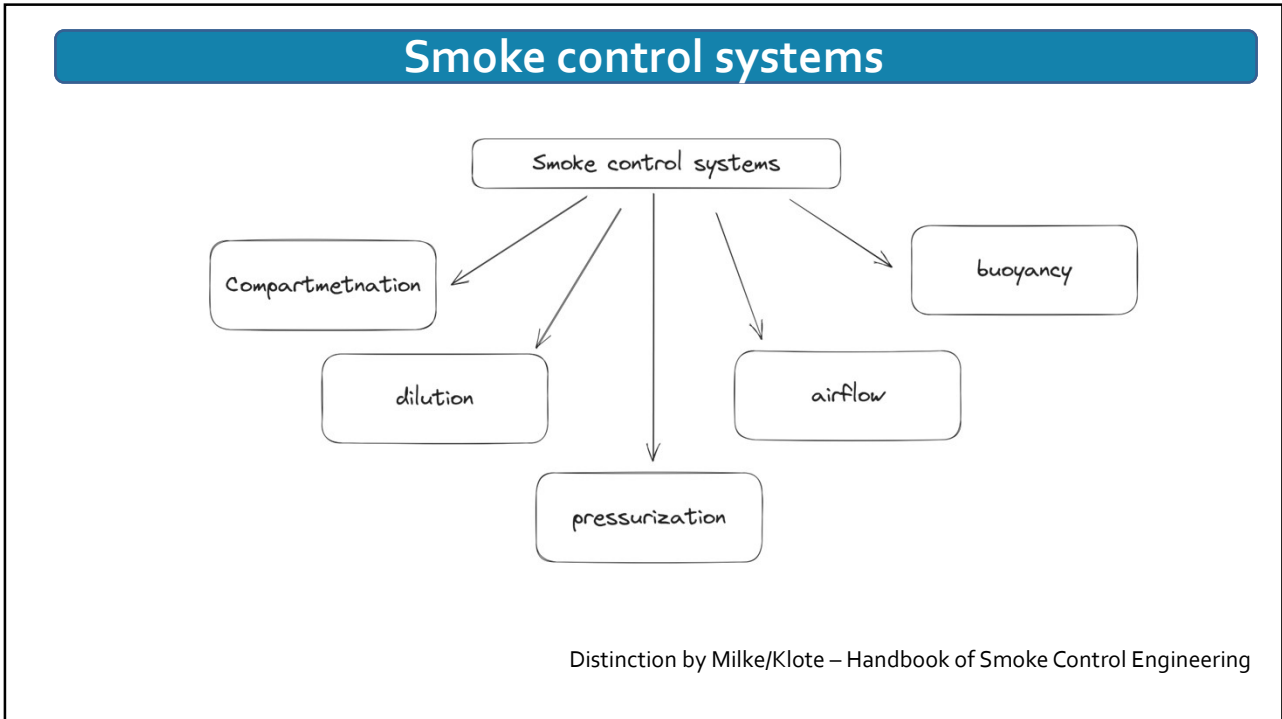 Smoke control systems
Smoke control systems
Compartmetnation
buoyancy
dilution
airflow
pressurization
Distinction by Milke/Klote – Handbook of Smoke Control Engineering